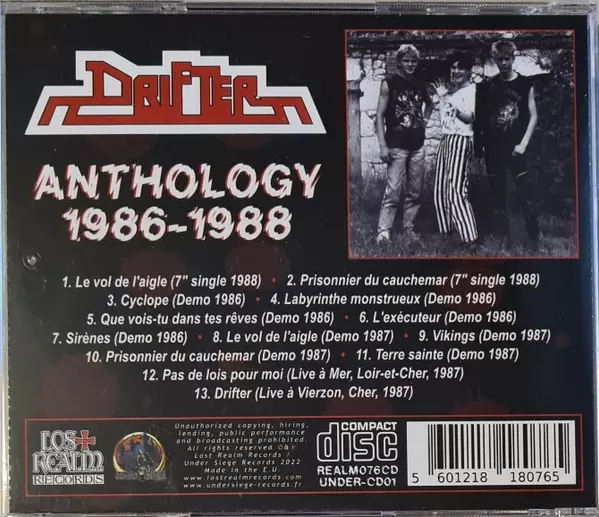 DRIFTER
ANTHOLOGY
1986-1988
1. Le vol de l'aigle (7" single 1988) • 2. Prisonnier du cauchemar (7" single 1988)
3. Cyclope (Demo 1986) • 4. Labyrinthe monstrueux (Demo 1986)
5. Que vois-tu dans tes rêves (Demo 1986) • 6. L'exécuteur (Demo 1986)
7. Sirènes (Demo 1986) • 8. Le vol de l'aigle (Demo 1987) • 9. Vikings (Demo 1987)
10. Prisonnier du cauchemar (Demo 1987) • 11. Terre sainte (Demo 1987)
12. Pas de lois pour moi (Live à Mer, Loir-et-Cher, 1987)
13. Drifter (Live à Vierzon, Cher, 1987)
LOST
REALM
RECORDS
Unauthorized copying, hiring,
lending, public performance
and broadcasting prohibited.
All rights reserved ©&℗
Lost Realm Records /
Under Siege Records 2022
Made in the E.U.
www.lostrealmrecords.com
www.undersiege-records.fr
COMPACT
disc
REALM076CD
UNDER-CD01
5 601218 180765